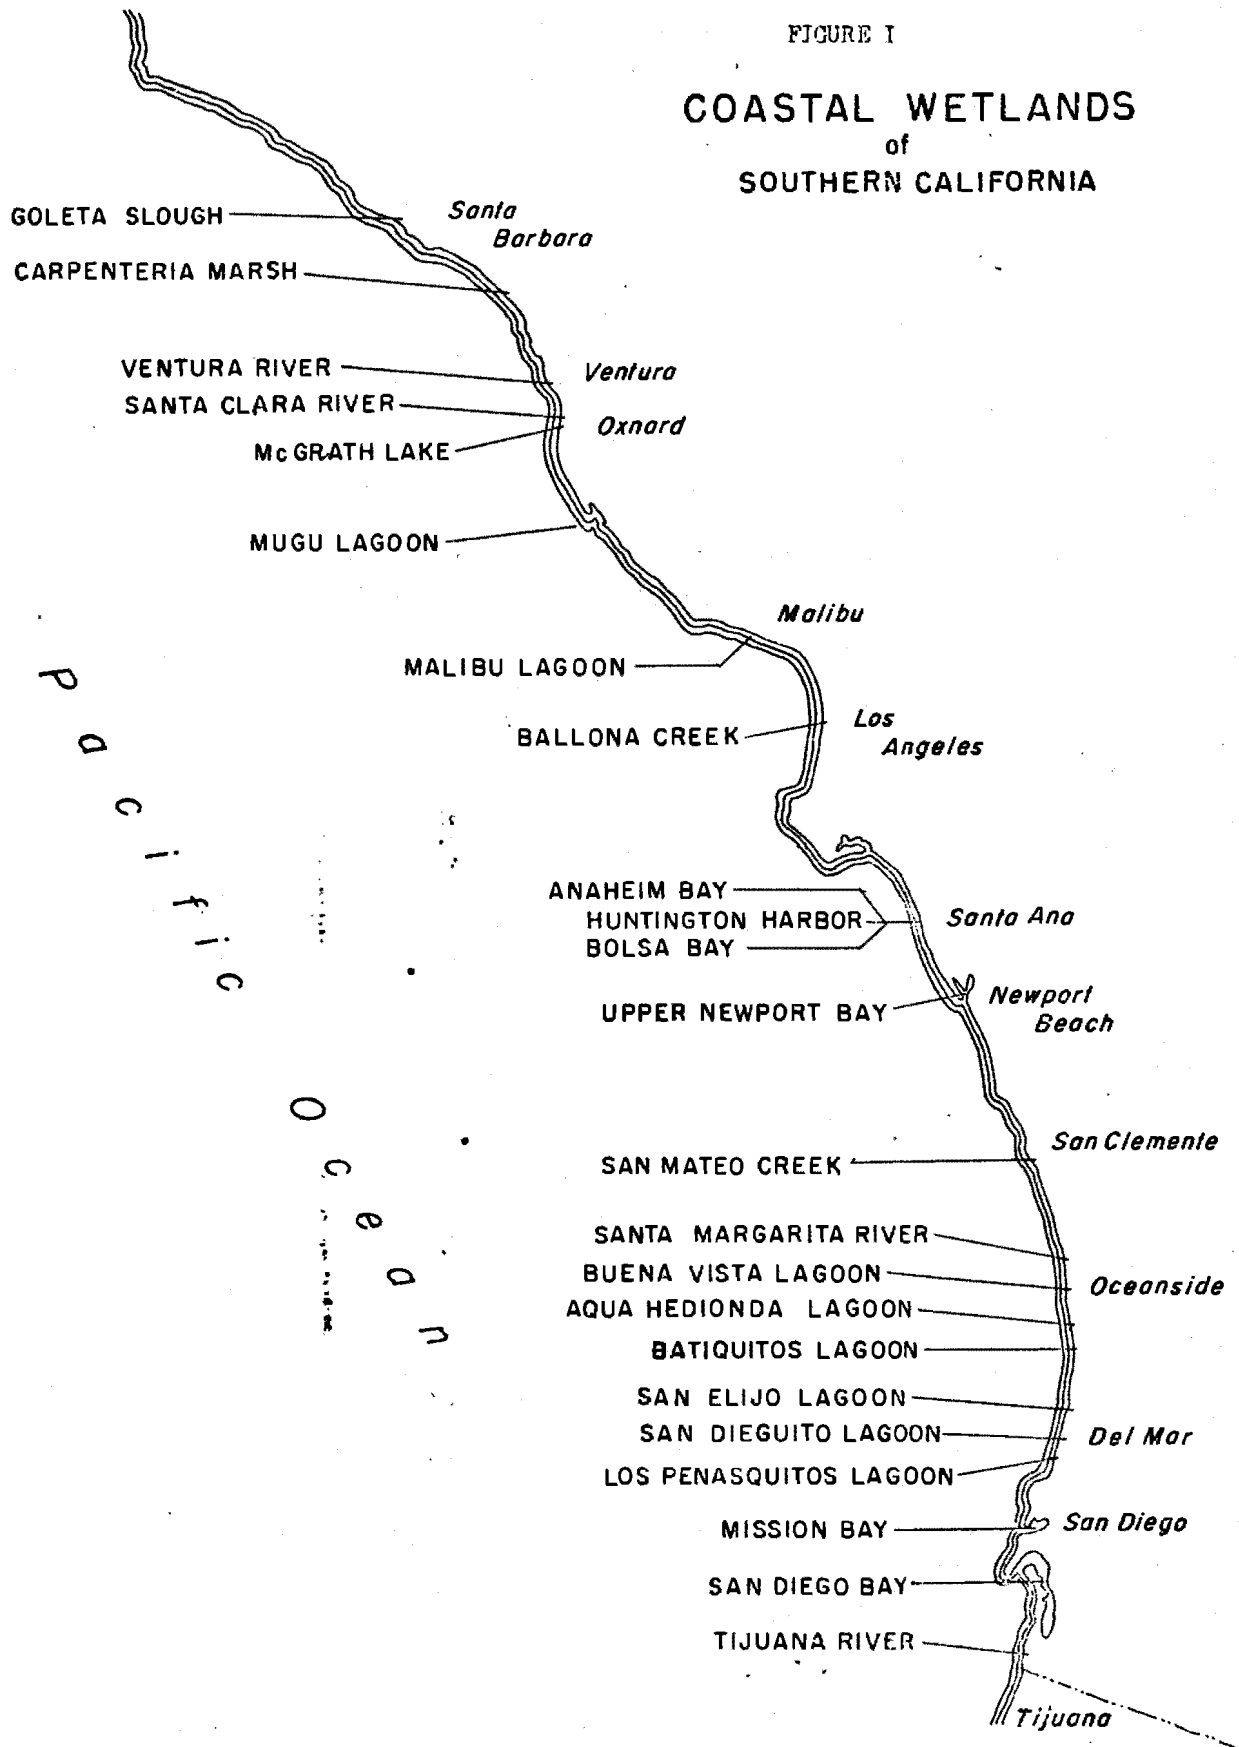 FIGURE I
COASTAL WETLANDS
of
SOUTHERN CALIFORNIA
GOLETA SLOUGH
Santa
Barbara
CARPENTERIA MARSH
VENTURA RIVER
Ventura
SANTA CLARA RIVER
Oxnard
McGRATH LAKE
MUGU LAGOON
Malibu
MALIBU LAGOON
Los
Angeles
BALLONA CREEK
Pacific Ocean
ANAHEIM BAY
HUNTINGTON HARBOR
Santa Ana
BOLSA BAY
Newport
Beach
UPPER NEWPORT BAY
San Clemente
SAN MATEO CREEK
SANTA MARGARITA RIVER
BUENA VISTA LAGOON
Oceanside
AQUA HEDIONDA LAGOON
BATIQUITOS LAGOON
SAN ELIJO LAGOON
SAN DIEGUITO LAGOON
Del Mar
LOS PENASQUITOS LAGOON
MISSION BAY
San Diego
SAN DIEGO BAY
TIJUANA RIVER
Tijuana